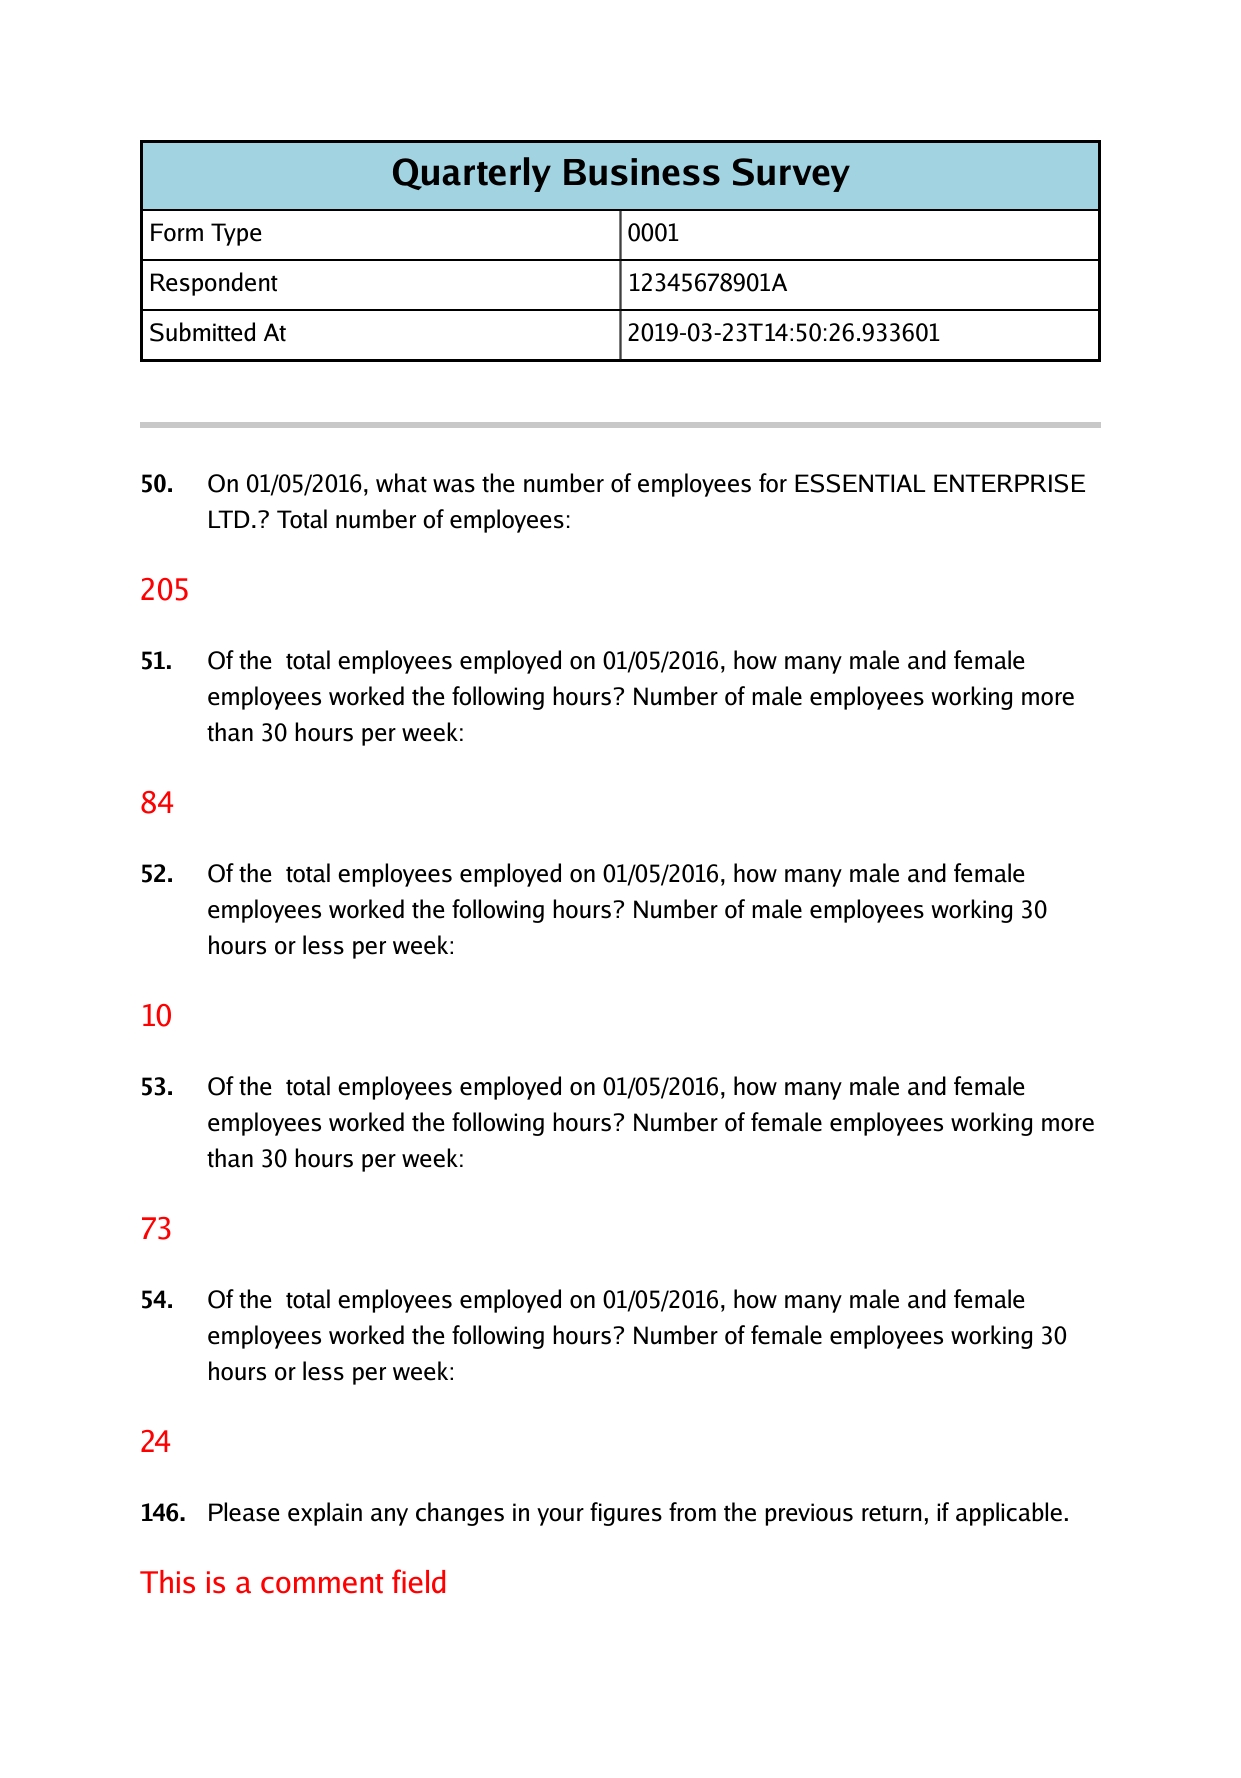 Quarterly Business Survey
Form Type 0001
Respondent 12345678901A
Submitted At 2019-03-23T14:50:26.933601
50. On 01/05/2016, what was the number of employees for ESSENTIAL ENTERPRISE
LTD.? Total number of employees:
205
51. Of the  total employees employed on 01/05/2016, how many male and female
employees worked the following hours? Number of male employees working more
than 30 hours per week:
84
52. Of the  total employees employed on 01/05/2016, how many male and female
employees worked the following hours? Number of male employees working 30
hours or less per week:
10
53. Of the  total employees employed on 01/05/2016, how many male and female
employees worked the following hours? Number of female employees working more
than 30 hours per week:
73
54. Of the  total employees employed on 01/05/2016, how many male and female
employees worked the following hours? Number of female employees working 30
hours or less per week:
24
146. Please explain any changes in your figures from the previous return, if applicable.
This is a comment field